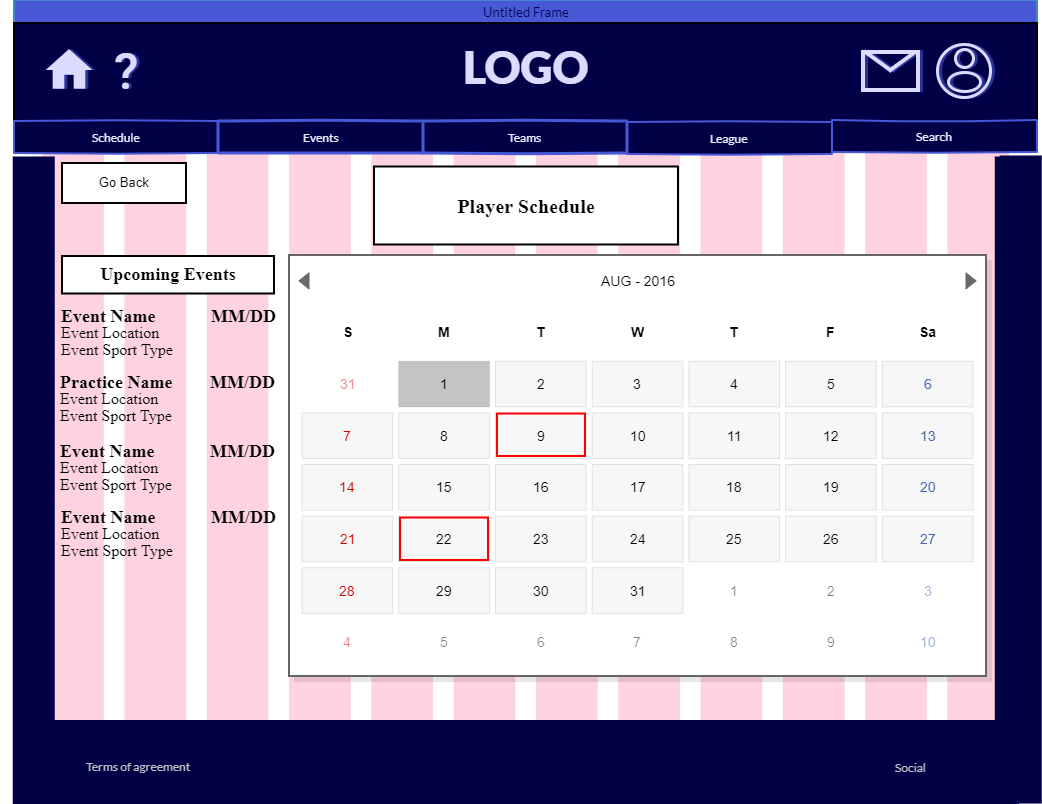 Untitled Frame
?
LOGO
Schedule Events Teams League Search
Go Back
Player Schedule
Upcoming Events
Event Name MM/DD
Event Location
Event Sport Type
Practice Name MM/DD
Event Location
Event Sport Type
Event Name MM/DD
Event Location
Event Sport Type
Event Name MM/DD
Event Location
Event Sport Type
AUG - 2016
S M T W T F Sa
31 1 2 3 4 5 6
7 8 9 10 11 12 13
14 15 16 17 18 19 20
21 22 23 24 25 26 27
28 29 30 31 1 2 3
4 5 6 7 8 9 10
Terms of agreement Social